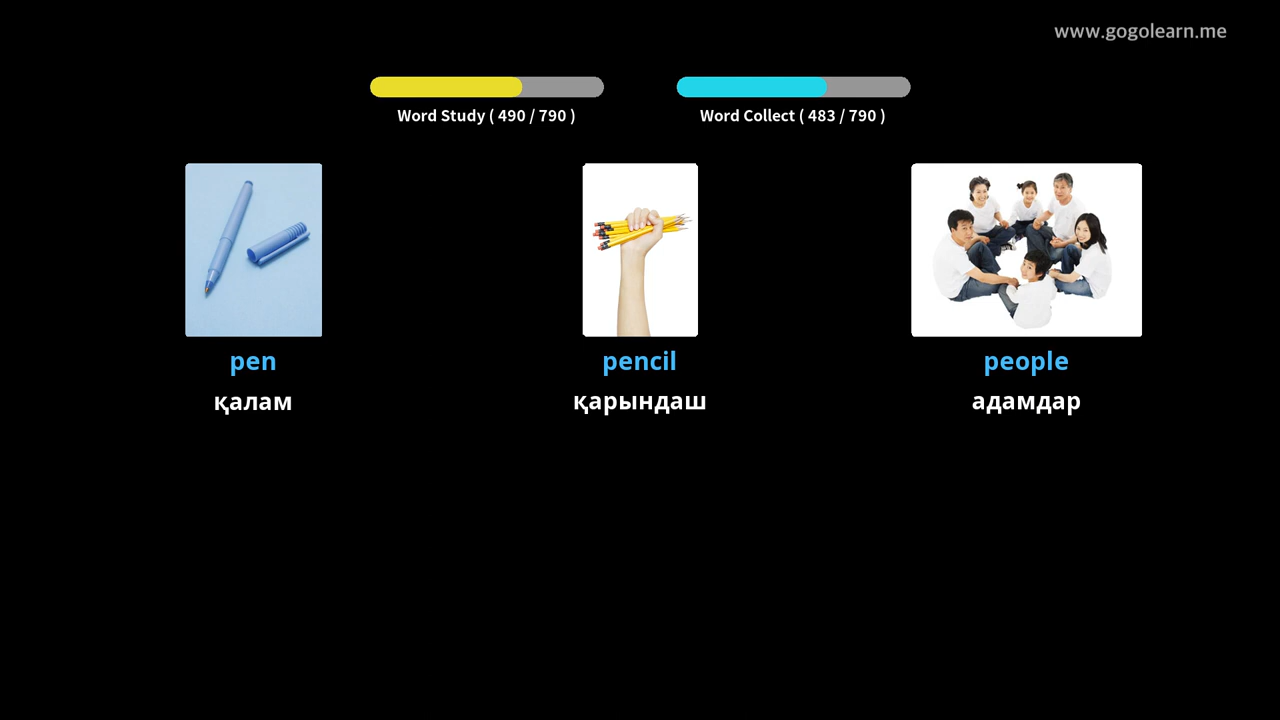 www.gogolearn.me
Word Study ( 490 / 790 )
Word Collect ( 483 / 790 )
pen
қалам
pencil
қарындаш
people
адамдар